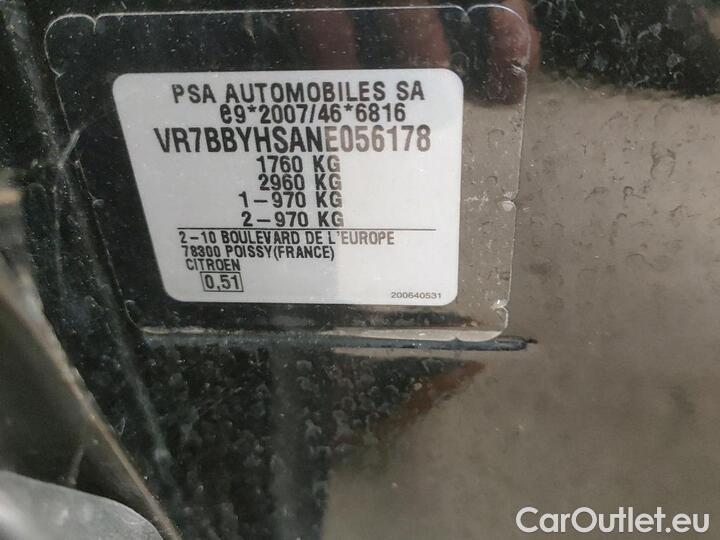 PSA AUTOMOBILES SA
e9*2007/46*6816
VR7BBYHSANE056178
1760 KG
2960 KG
1-970 KG
2-970 KG
2-10 BOULEVARD DE L'EUROPE
78300 POISSY(FRANCE)
CITROEN
0,51
200640531
CarOutlet.eu